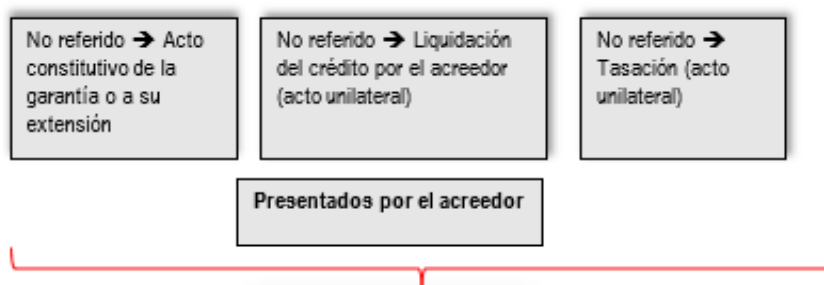 No referido ➔ Acto
constitutivo de la
garantía o a su
extensión
No referido ➔ Liquidación
del crédito por el acreedor
(acto unilateral)
No referido ➔
Tasación (acto
unilateral)
Presentados por el acreedor